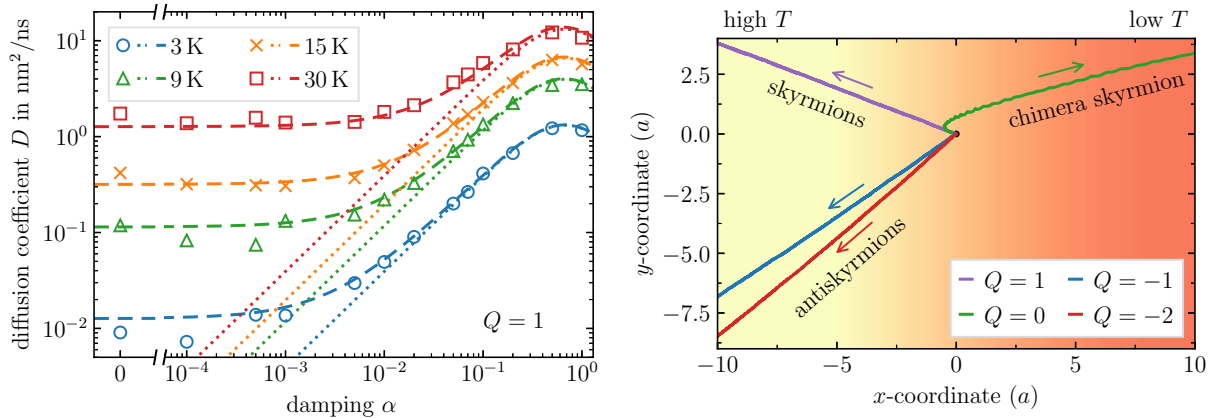 diffusion coefficient D in nm²/ns
10¹
10⁰
10⁻¹
10⁻²
3 K
15 K
9 K
30 K
Q = 1
0
10⁻⁴
10⁻³
10⁻²
10⁻¹
10⁰
damping α
high T
low T
y-coordinate (a)
2.5
0.0
−2.5
−5.0
−7.5
skyrmions
chimera skyrmion
antiskyrmions
Q = 1
Q = −1
Q = 0
Q = −2
−10
−5
0
5
10
x-coordinate (a)